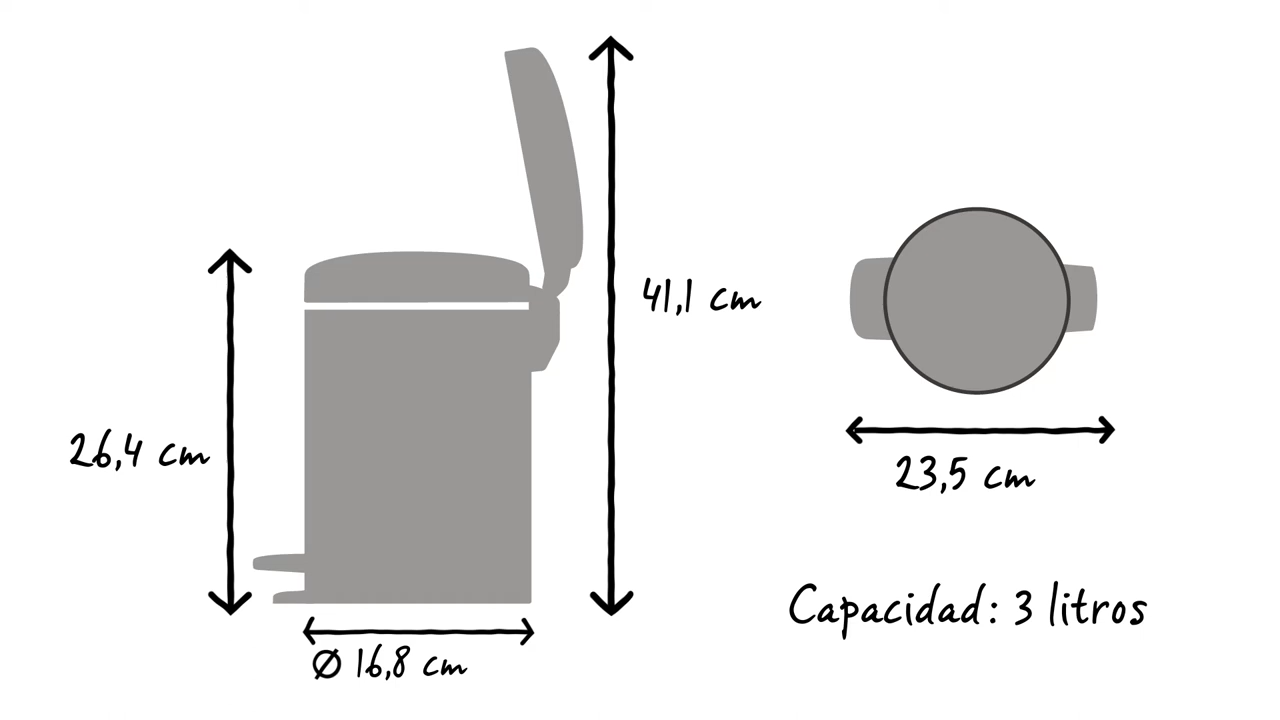 41,1 cm
26,4 cm
23,5 cm
Ø 16,8 cm
Capacidad: 3 litros